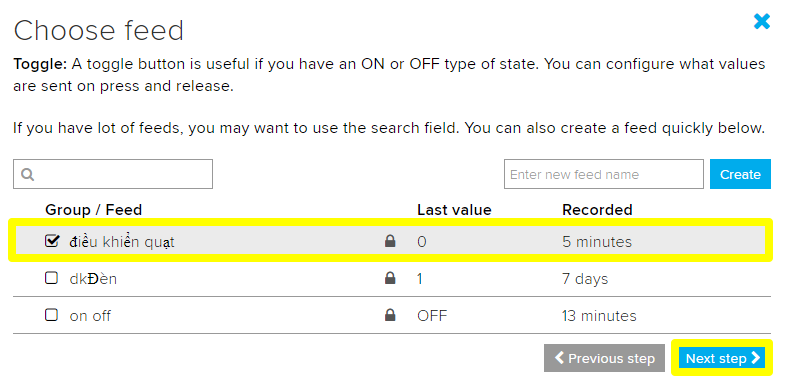 Choose feed
Toggle: A toggle button is useful if you have an ON or OFF type of state. You can configure what values
are sent on press and release.
If you have lot of feeds, you may want to use the search field. You can also create a feed quickly below.
Enter new feed name Create
Group / Feed Last value Recorded
điều khiển quạt 0 5 minutes
dkĐèn 1 7 days
on off OFF 13 minutes
Previous step Next step